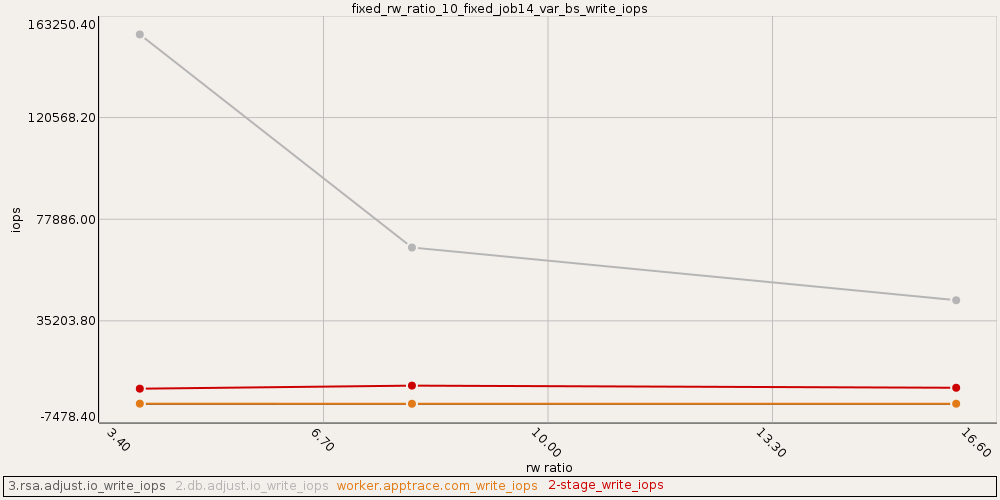 fixed_rw_ratio_10_fixed_job14_var_bs_write_iops
163250.40
120568.20
77886.00
35203.80
-7478.40
iops
3.40 6.70 10.00 13.30 16.60
rw ratio
3.rsa.adjust.io_write_iops 2.db.adjust.io_write_iops worker.apptrace.com_write_iops 2-stage_write_iops